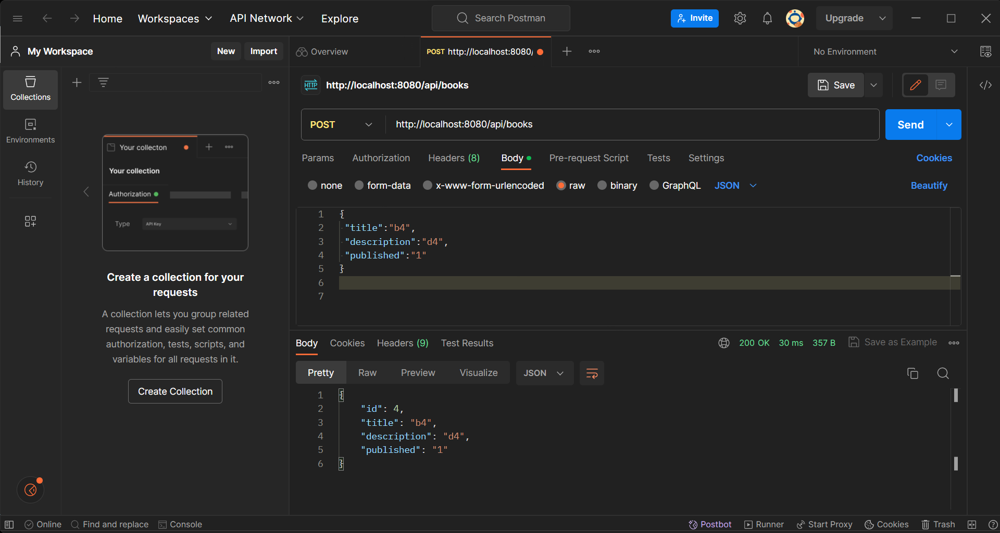 Home Workspaces API Network Explore Search Postman Invite Upgrade
My Workspace New Import Overview POST http://localhost:8080/ No Environment
Collections
Environments
History
Your collecton
Your collection
Authorization
Type API Key
Create a collection for your
requests
A collection lets you group related
requests and easily set common
authorization, tests, scripts, and
variables for all requests in it.
Create Collection
HTTP http://localhost:8080/api/books Save
POST http://localhost:8080/api/books Send
Params Authorization Headers (8) Body Pre-request Script Tests Settings Cookies
none form-data x-www-form-urlencoded raw binary GraphQL JSON Beautify
1 {
2 "title":"b4",
3 "description":"d4",
4 "published":"1"
5 }
6
7
Body Cookies Headers (9) Test Results 200 OK 30 ms 357 B Save as Example
Pretty Raw Preview Visualize JSON
1 {
2 "id": 4,
3 "title": "b4",
4 "description": "d4",
5 "published": "1"
6 }
Online Find and replace Console Postbot Runner Start Proxy Cookies Trash